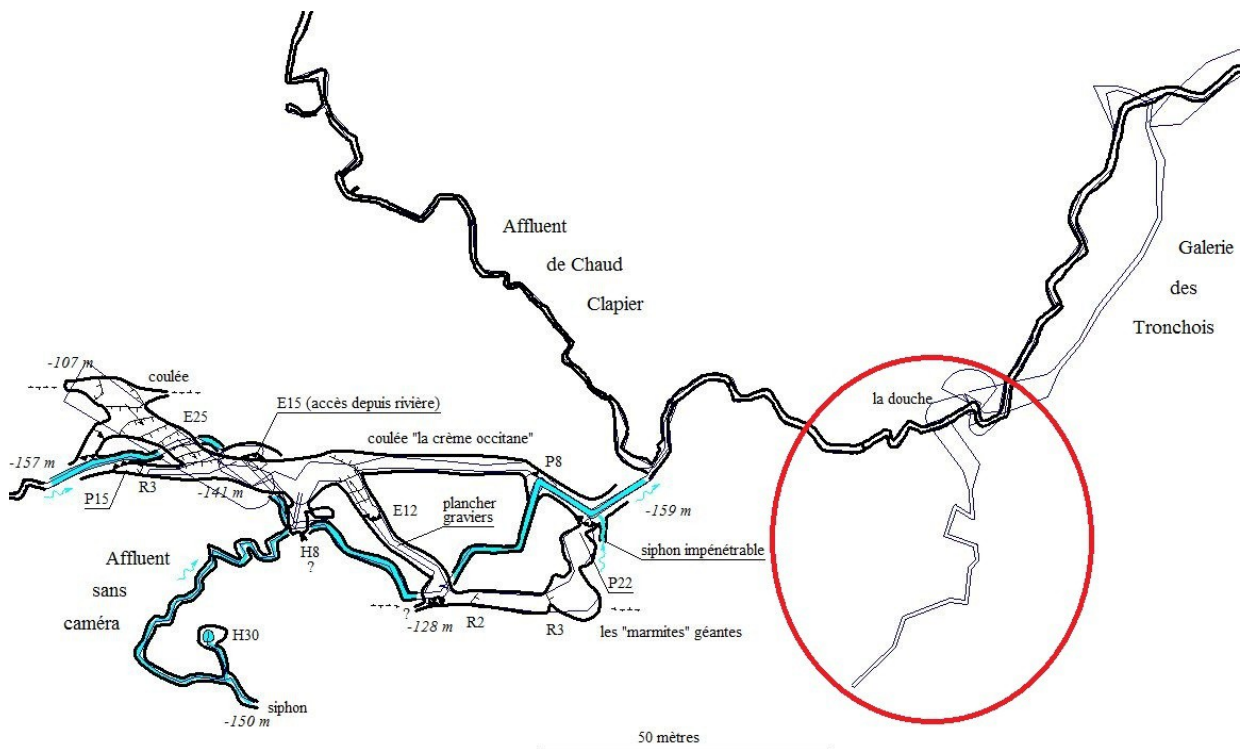 Affluent
de Chaud
Clapier
Galerie
des
Tronchois
la douche
-107 m
coulée
E25
E15 (accès depuis rivière)
coulée "la crème occitane"
P8
-157 m
P15
R3
-141 m
E12
plancher
graviers
-159 m
siphon impénétrable
H8
?
Affluent
sans
caméra
P22
?
-128 m
R2
R3
les "marmites" géantes
H30
siphon
-150 m
50 mètres